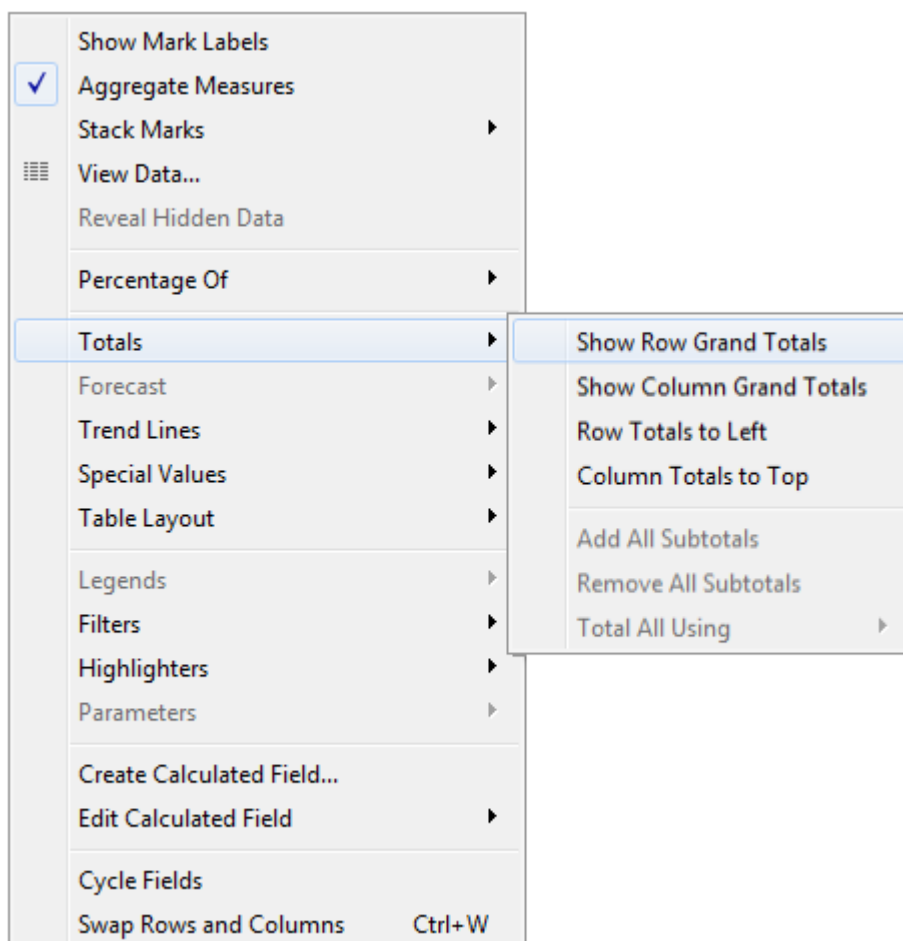 Show Mark Labels
Aggregate Measures
Stack Marks
View Data...
Reveal Hidden Data
Percentage Of
Totals
Forecast
Trend Lines
Special Values
Table Layout
Legends
Filters
Highlighters
Parameters
Create Calculated Field...
Edit Calculated Field
Cycle Fields
Swap Rows and Columns Ctrl+W
Show Row Grand Totals
Show Column Grand Totals
Row Totals to Left
Column Totals to Top
Add All Subtotals
Remove All Subtotals
Total All Using